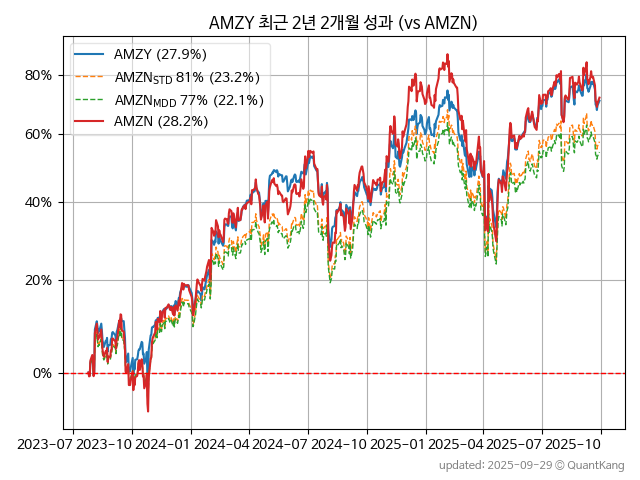 AMZY 최근 2년 2개월 성과 (vs AMZN)
AMZY (27.9%)
AMZNSTD 81% (23.2%)
AMZNMDD 77% (22.1%)
AMZN (28.2%)
80%
60%
40%
20%
0%
2023-07 2023-10 2024-01 2024-04 2024-07 2024-10 2025-01 2025-04 2025-07 2025-10
updated: 2025-09-29 © QuantKang